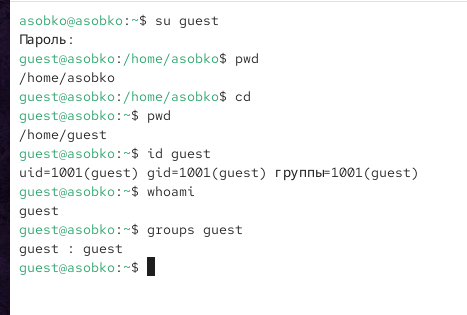 asobko@asobko:~$ su guest
Пароль:
guest@asobko:/home/asobko$ pwd
/home/asobko
guest@asobko:/home/asobko$ cd
guest@asobko:~$ pwd
/home/guest
guest@asobko:~$ id guest
uid=1001(guest) gid=1001(guest) группы=1001(guest)
guest@asobko:~$ whoami
guest
guest@asobko:~$ groups guest
guest : guest
guest@asobko:~$